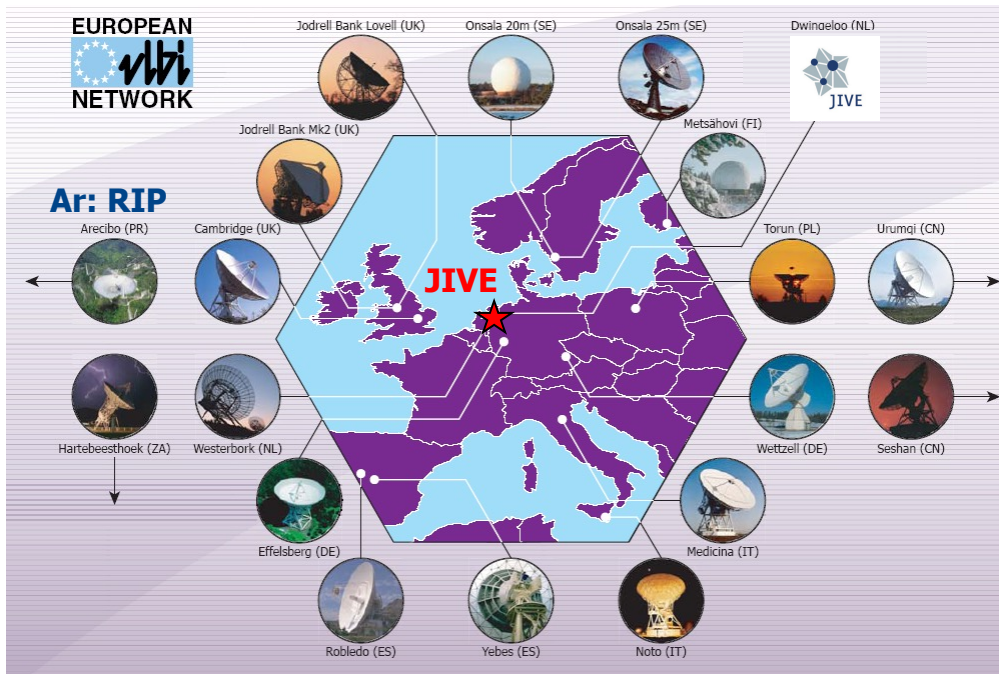 EUROPEAN
vlbi
NETWORK
Jodrell Bank Lovell (UK)
Onsala 20m (SE)
Onsala 25m (SE)
Dwingeloo (NL)
JIVE
Jodrell Bank Mk2 (UK)
Metsähovi (FI)
Ar: RIP
Arecibo (PR)
Cambridge (UK)
Torun (PL)
Urumqi (CN)
JIVE
Hartebeesthoek (ZA)
Westerbork (NL)
Wettzell (DE)
Seshan (CN)
Effelsberg (DE)
Medicina (IT)
Robledo (ES)
Yebes (ES)
Noto (IT)